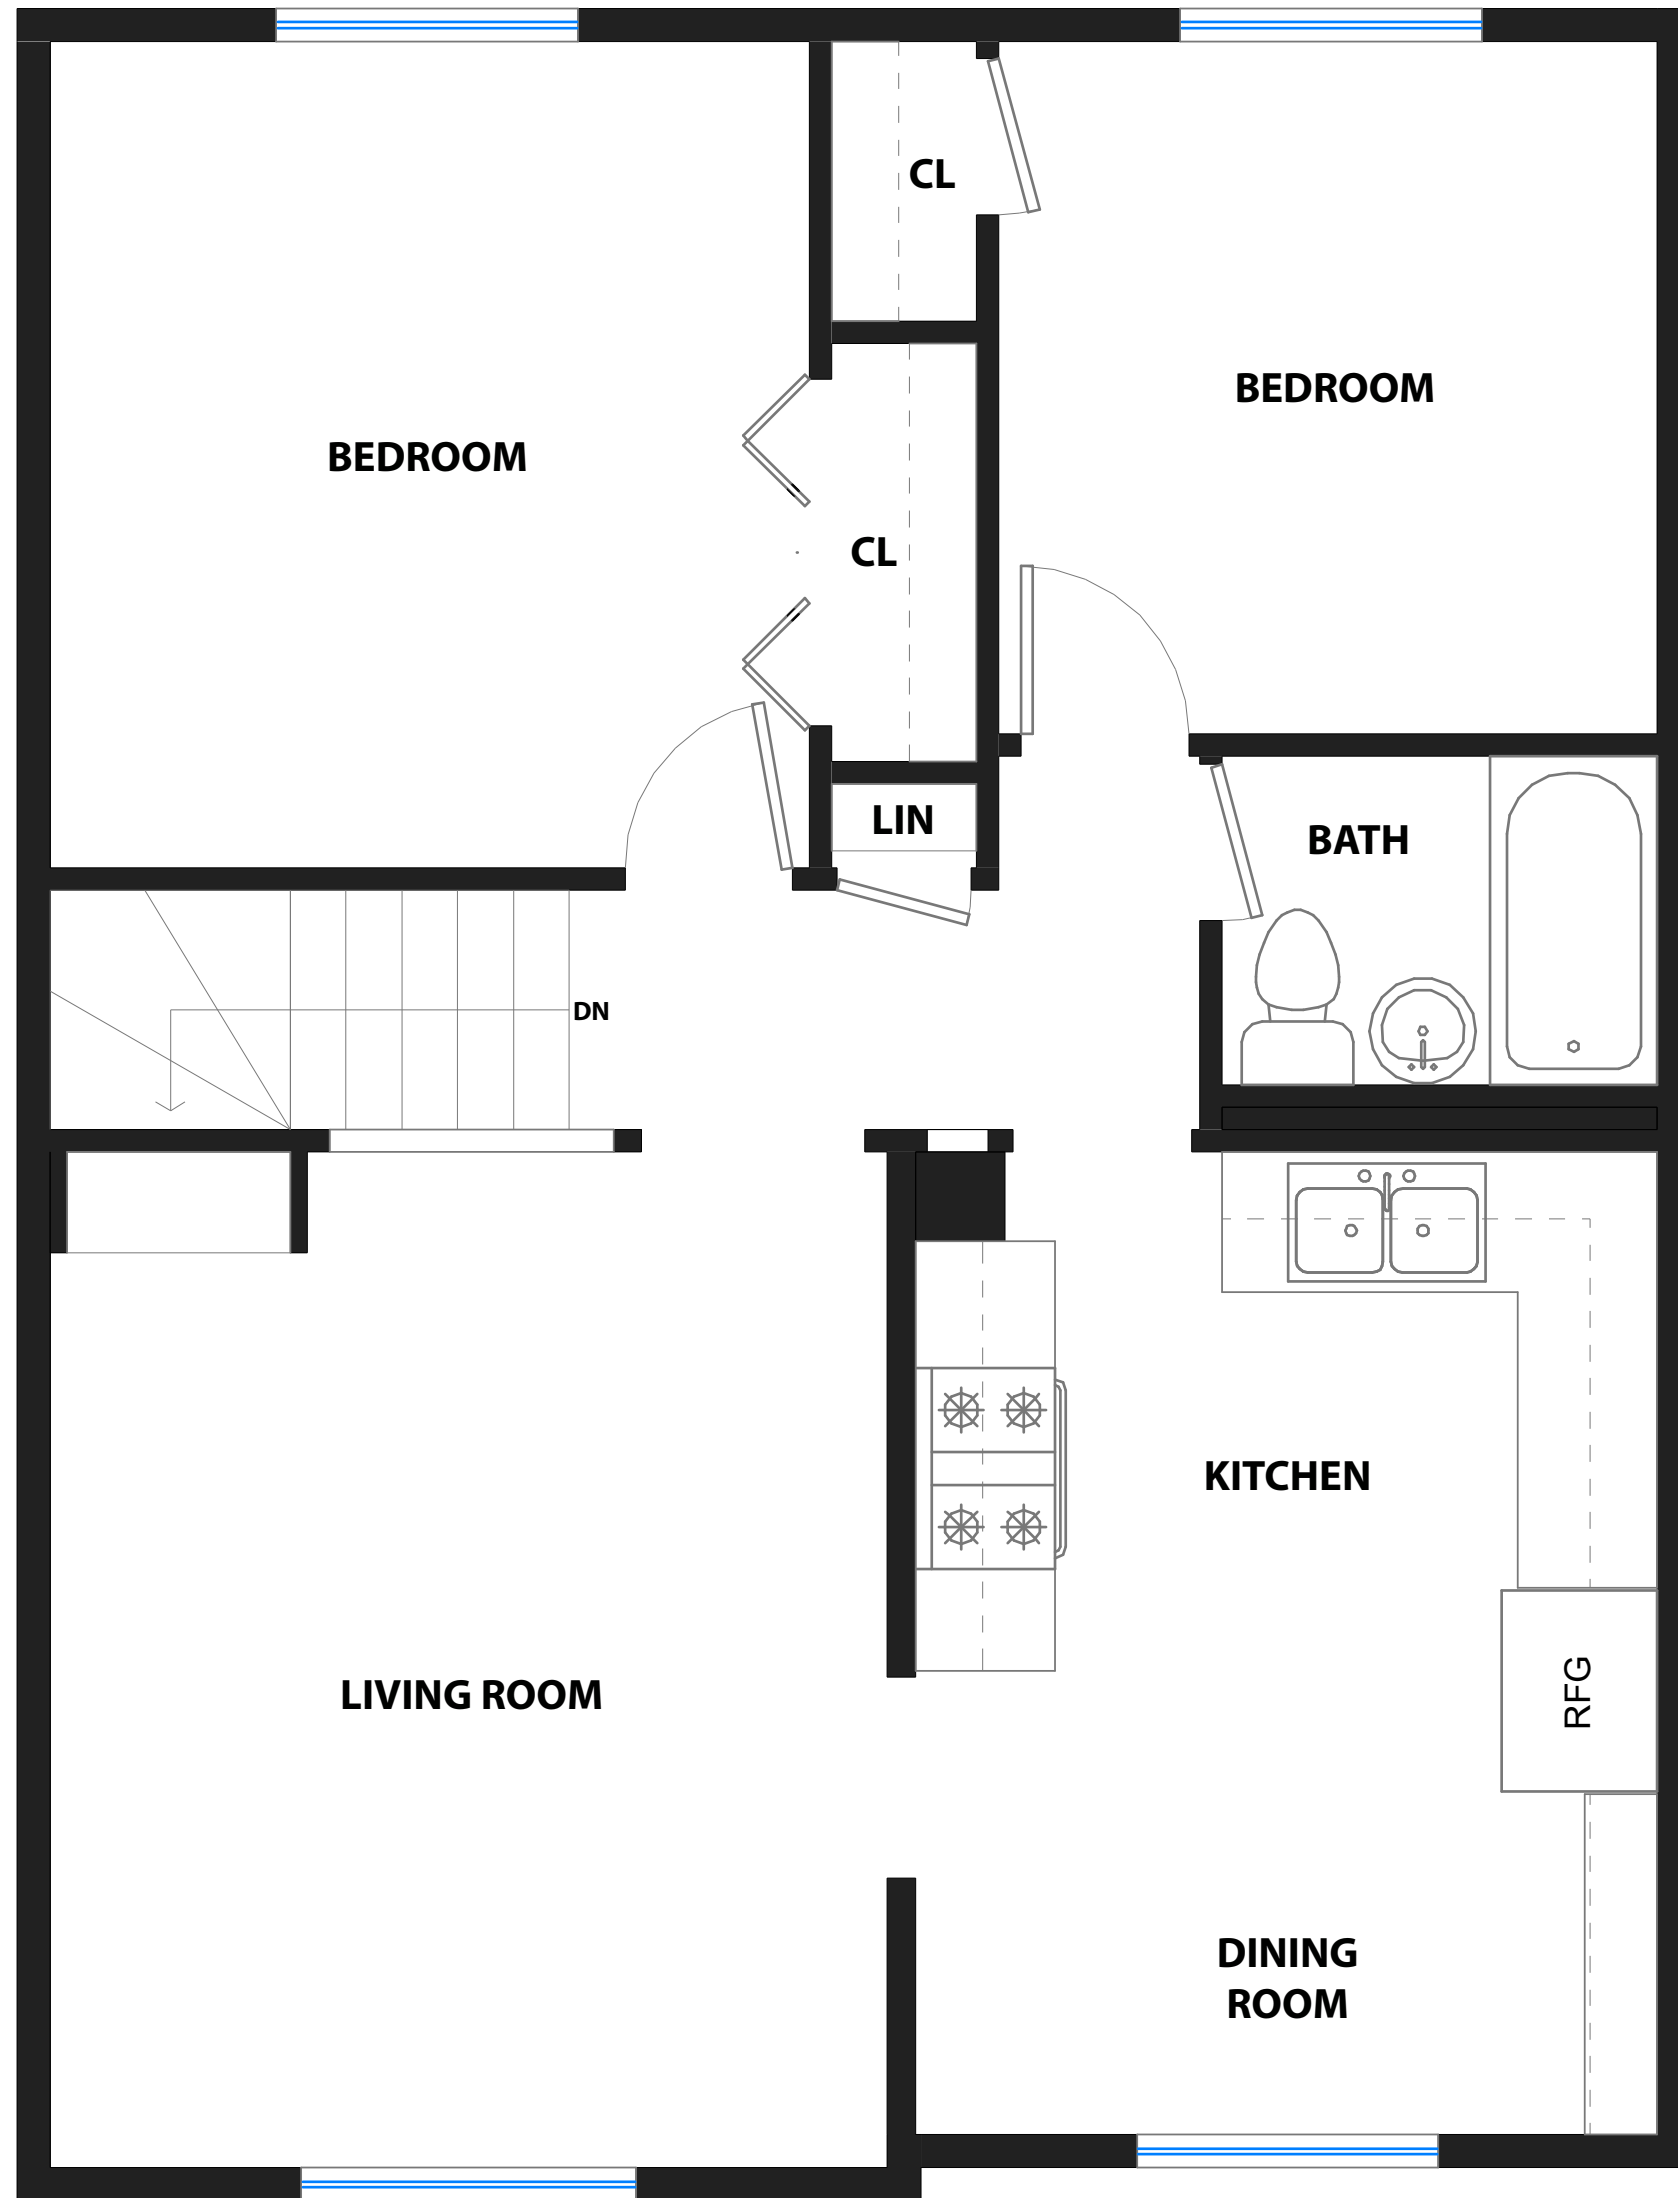 CL
BEDROOM
BEDROOM
CL
LIN
BATH
DN
KITCHEN
RFG
LIVING ROOM
DINING
ROOM